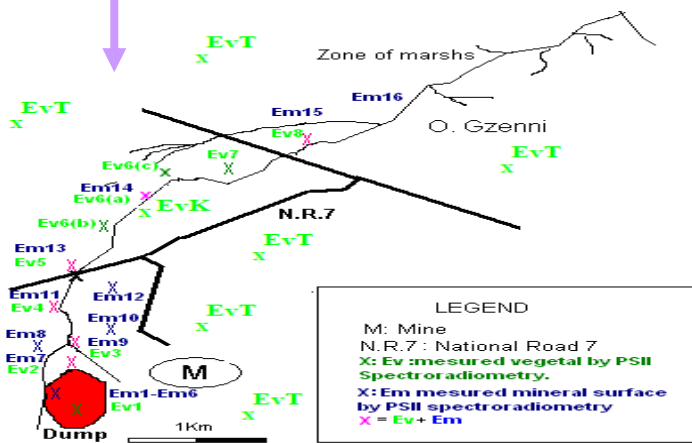 EvT
Zone of marshs
EvT
Em15
Em16
Ev8
O. Gzenni
Ev6(c)
Ev7
EvT
Em14
Ev6(a)
EvK
N.R.7
Ev6(b)
EvT
Em13
Ev5
Em11
Em12
Ev4
EvT
Em10
Em8
Em9
Em7
Ev3
Ev2
M
Em1-Em6
Ev1
EvT
Dump
1Km
LEGEND
M: Mine
N.R.7: National Road 7
X: Ev :mesured vegetal by PSII
Spectroradiometry.
X: Em mesured mineral surface
by PSII spectroradiometry
X = Ev+ Em